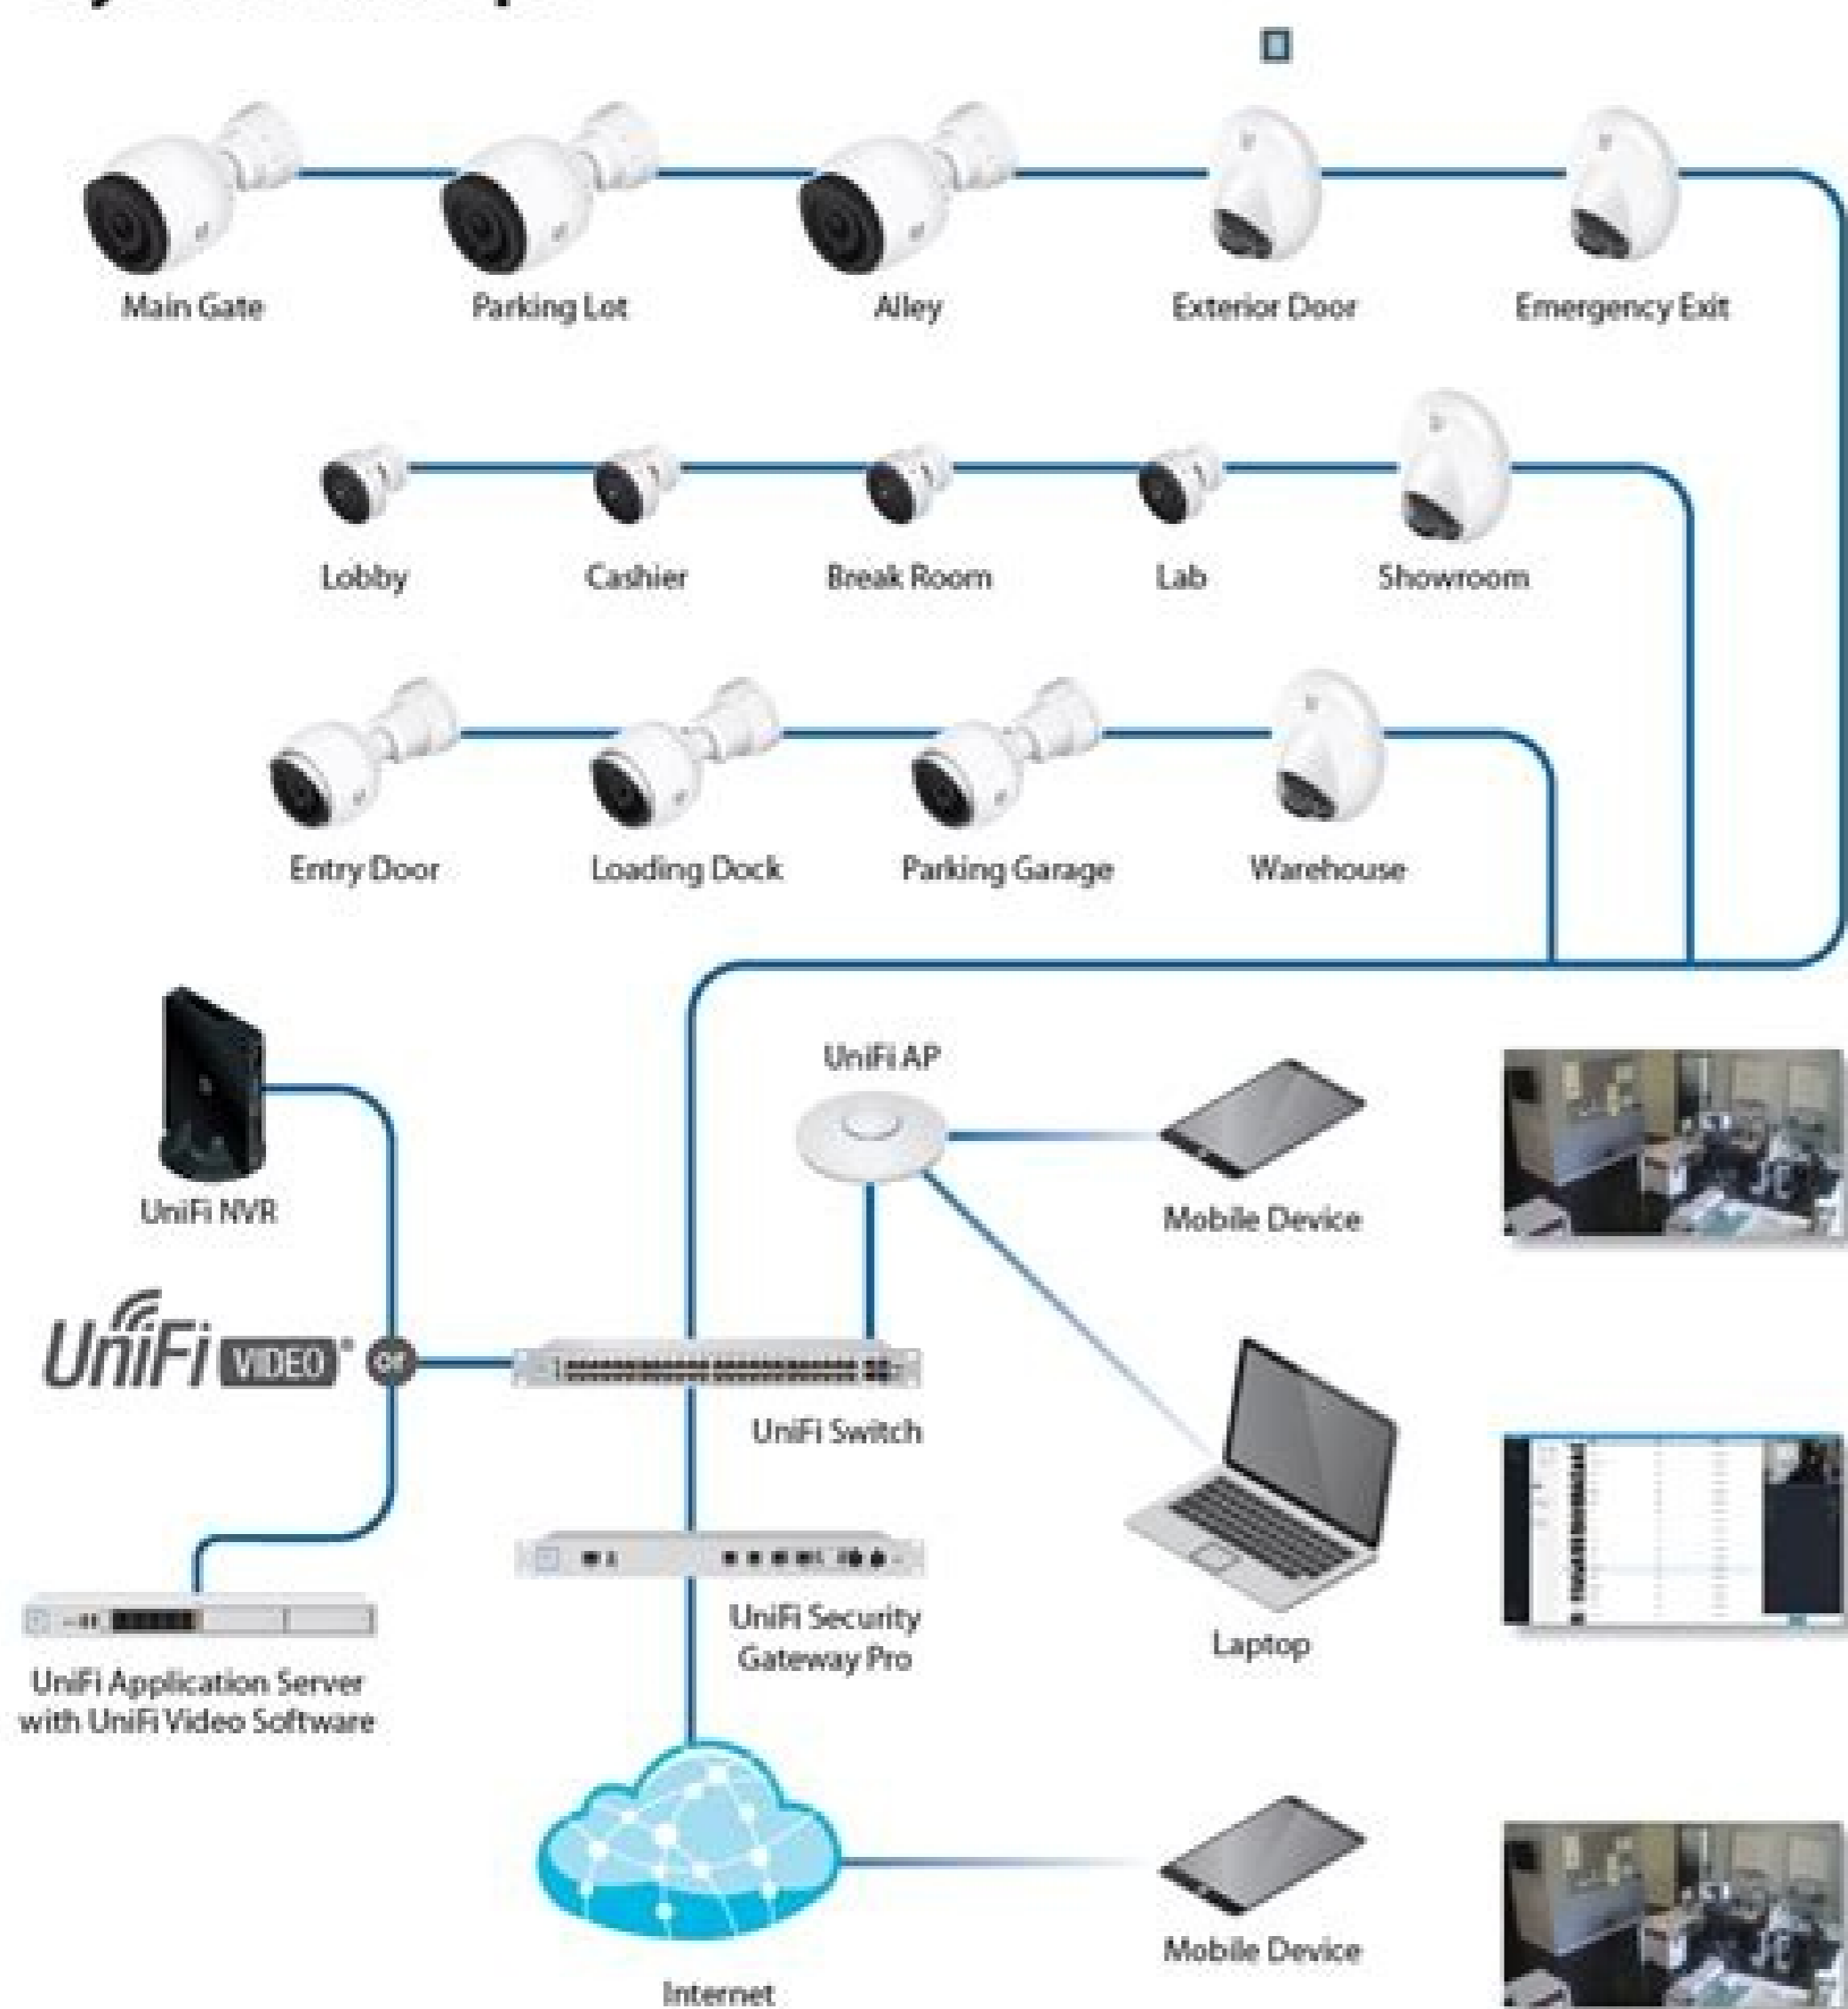 Main Gate
Parking Lot
Alley
Exterior Door
Emergency Exit
Lobby
Cashier
Break Room
Lab
Showroom
Entry Door
Loading Dock
Parking Garage
Warehouse
UniFi NVR
UniFi AP
Mobile Device
UniFi VIDEO
or
UniFi Switch
UniFi Security
Gateway Pro
Laptop
UniFi Application Server
with UniFi Video Software
Internet
Mobile Device